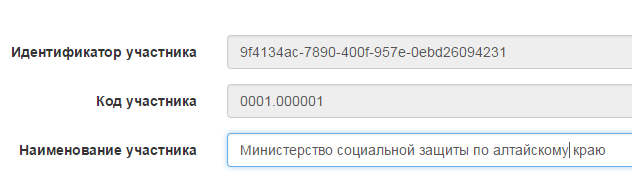 Идентификатор участника 9f4134ac-7890-400f-957e-0ebd26094231
Код участника 0001.000001
Наименование участника Министерство социальной защиты по алтайскому краю